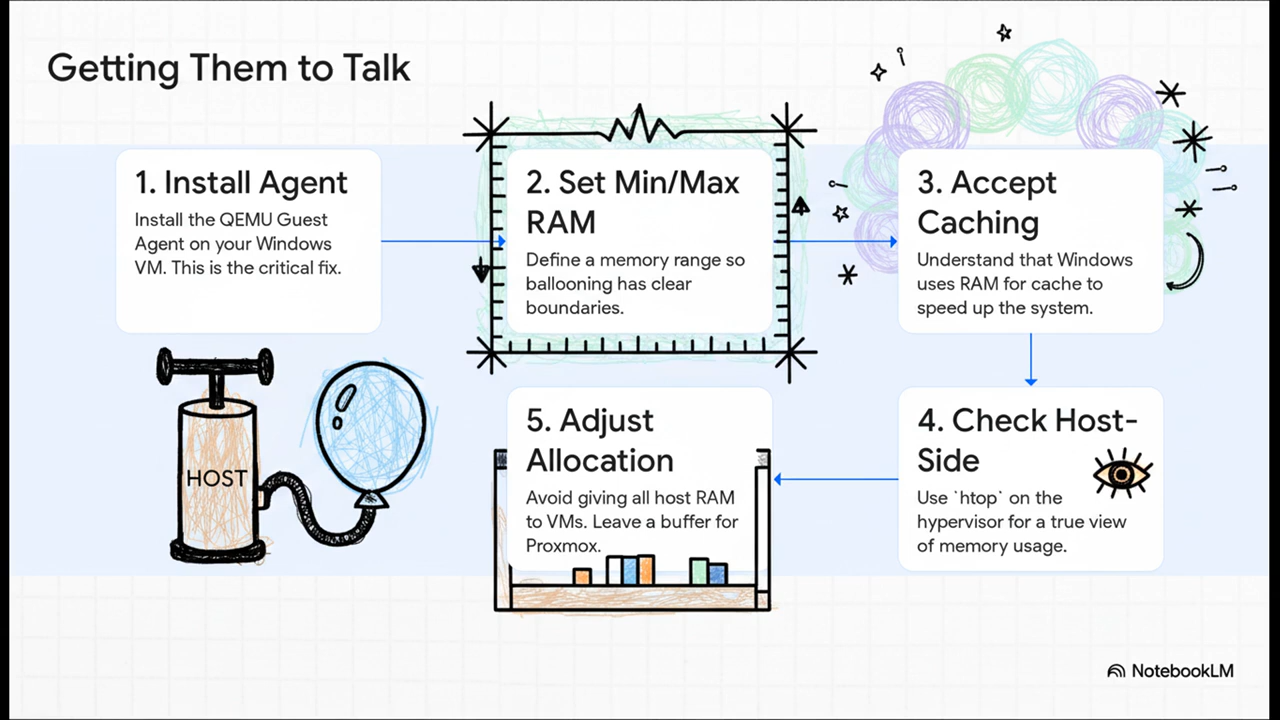 Getting Them to Talk
1. Install Agent
Install the QEMU Guest
Agent on your Windows
VM. This is the critical fix.
2. Set Min/Max
RAM
Define a memory range so
ballooning has clear
boundaries.
3. Accept
Caching
Understand that Windows
uses RAM for cache to
speed up the system.
4. Check Host-
Side
Use `htop` on the
hypervisor for a true view
of memory usage.
5. Adjust
Allocation
Avoid giving all host RAM
to VMs. Leave a buffer for
Proxmox.
HOST
NotebookLM